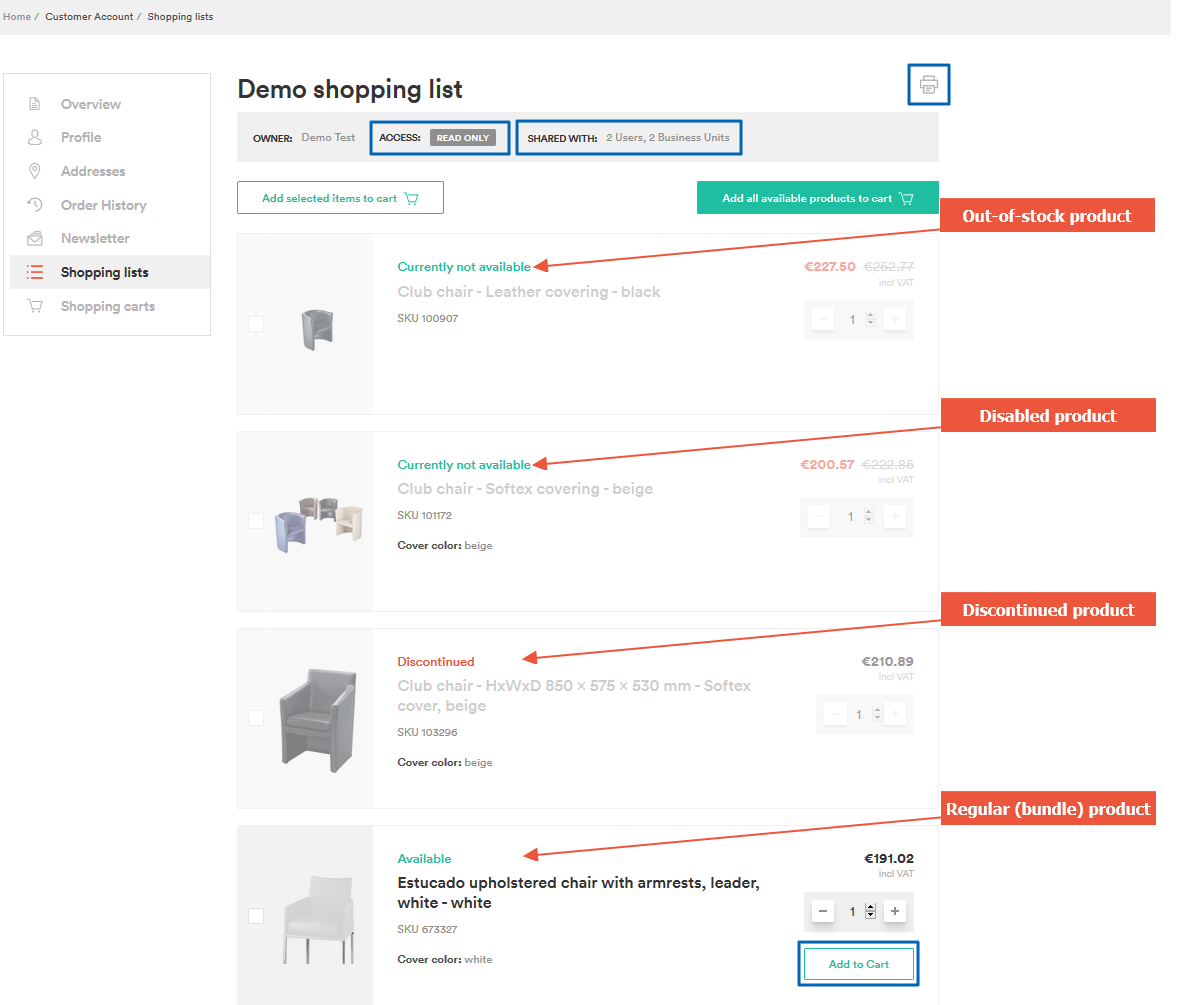 Home / Customer Account / Shopping lists
Overview
Profile
Addresses
Order History
Newsletter
Shopping lists
Shopping carts
Demo shopping list
OWNER: Demo Test ACCESS: READ ONLY SHARED WITH: 2 Users, 2 Business Units
Add selected items to cart
Add all available products to cart
Out-of-stock product
Currently not available
Club chair - Leather covering - black
SKU 100907
€227.50 €252.77
incl VAT
− 1 +
Disabled product
Currently not available
Club chair - Softex covering - beige
SKU 101172
Cover color: beige
€200.57 €222.85
incl VAT
− 1 +
Discontinued product
Discontinued
Club chair - HxWxD 850 × 575 × 530 mm - Softex
cover, beige
SKU 103296
Cover color: beige
€210.89
incl VAT
− 1 +
Regular (bundle) product
Available
Estucado upholstered chair with armrests, leader,
white - white
SKU 673327
Cover color: white
€191.02
incl VAT
− 1 +
Add to Cart